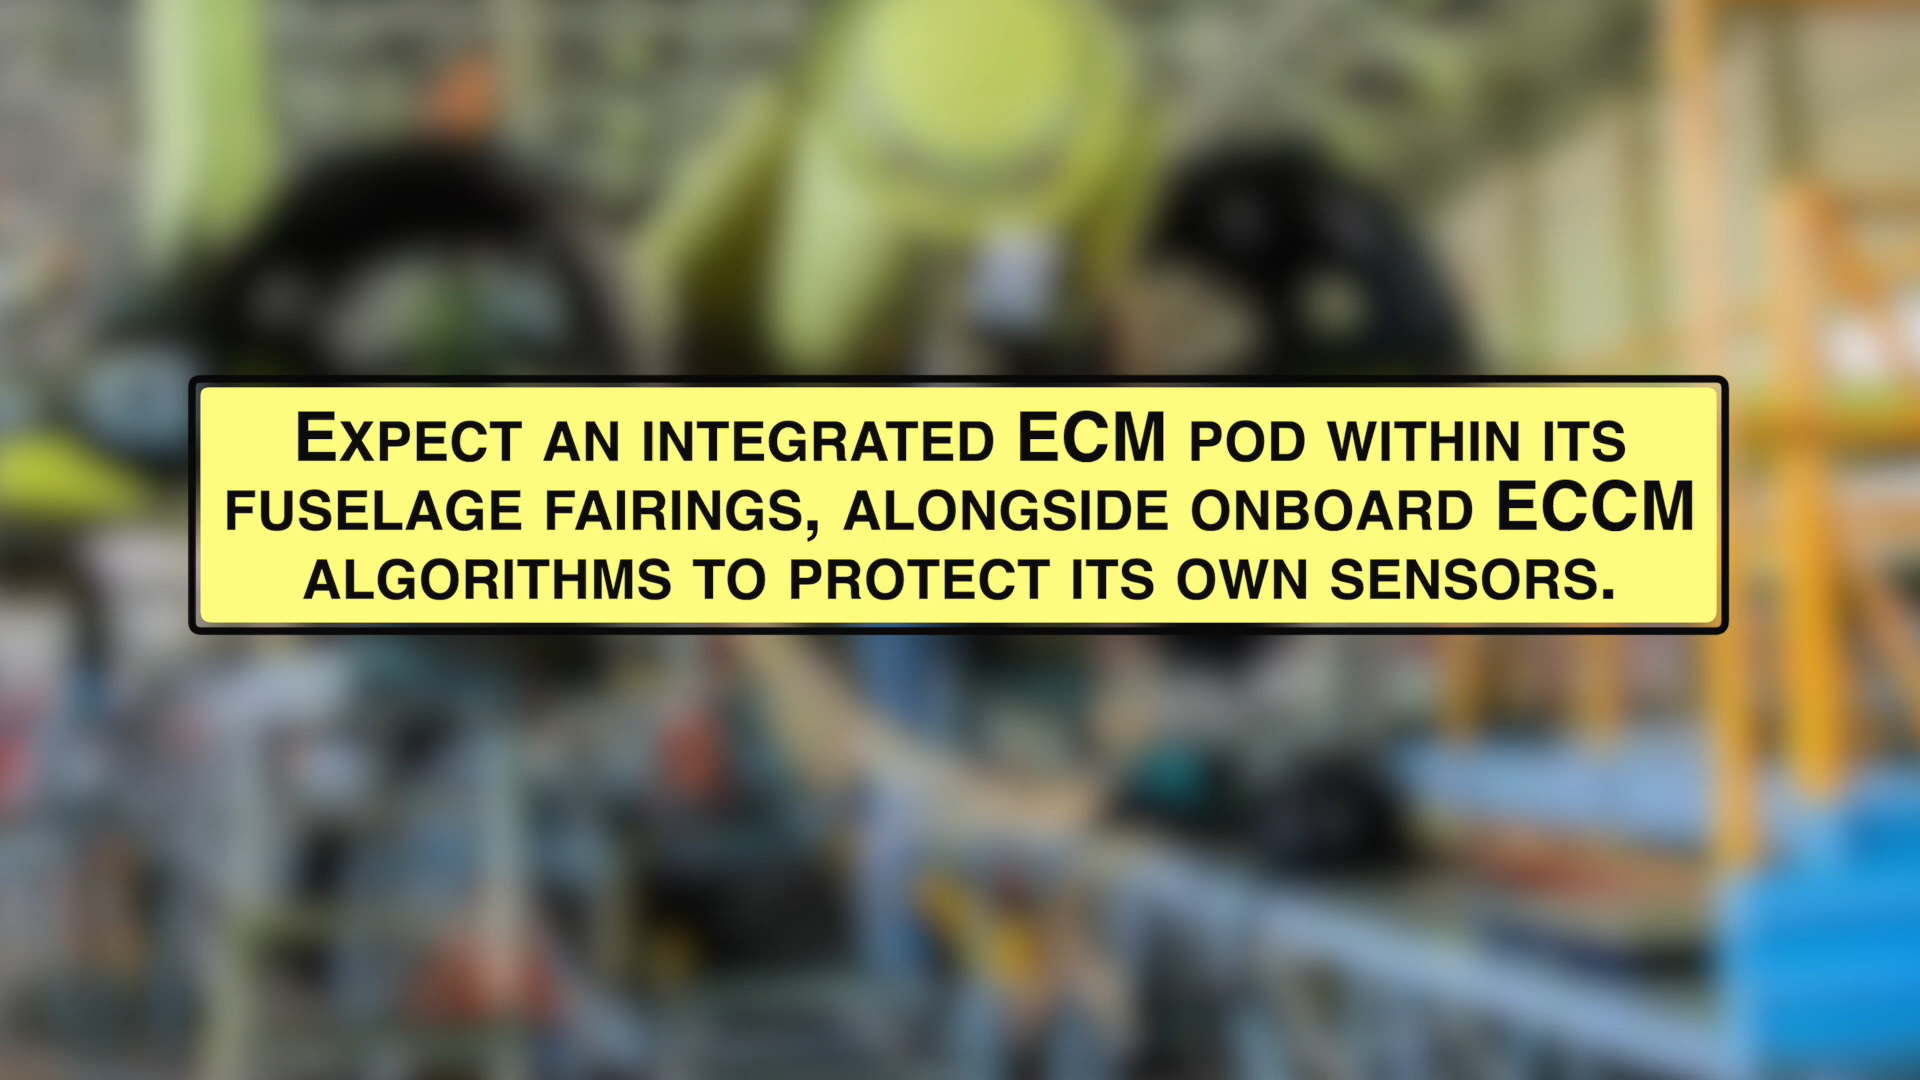 Expect an integrated ECM pod within its
fuselage fairings, alongside onboard ECCM
algorithms to protect its own sensors.